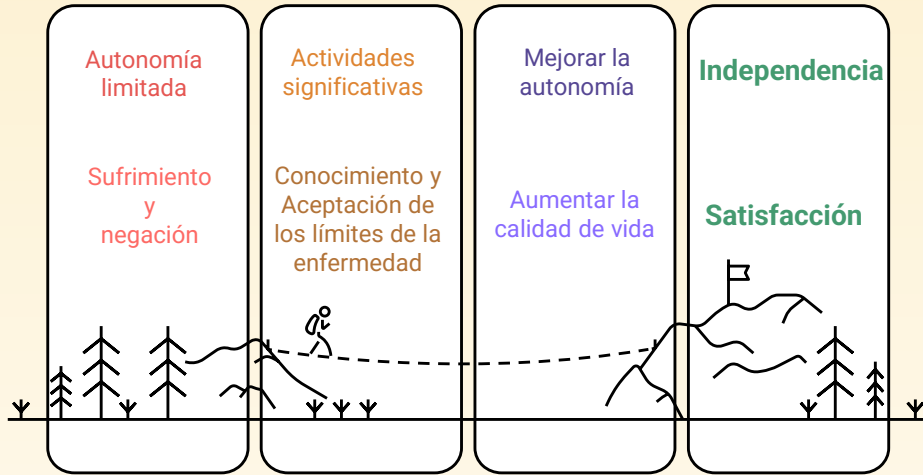 Autonomía
limitada
Sufrimiento
y
negación
Actividades
significativas
Conocimiento y
Aceptación de
los límites de la
enfermedad
Mejorar la
autonomía
Aumentar la
calidad de vida
Independencia
Satisfacción